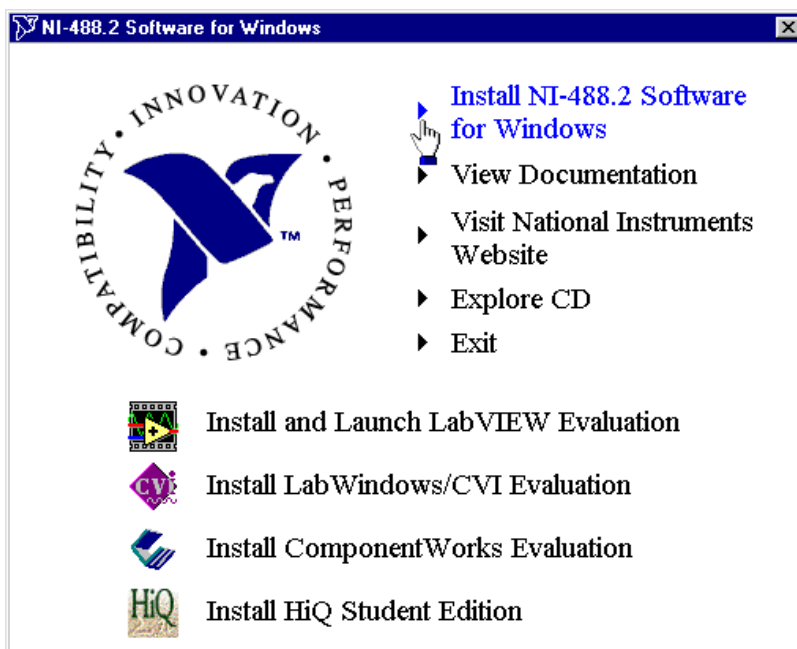 NI-488.2 Software for Windows
COMPATIBILITY · INNOVATION · PERFORMANCE ·
TM
Install NI-488.2 Software
for Windows
View Documentation
Visit National Instruments
Website
Explore CD
Exit
Install and Launch LabVIEW Evaluation
CVI
Install LabWindows/CVI Evaluation
Install ComponentWorks Evaluation
HiQ
Install HiQ Student Edition